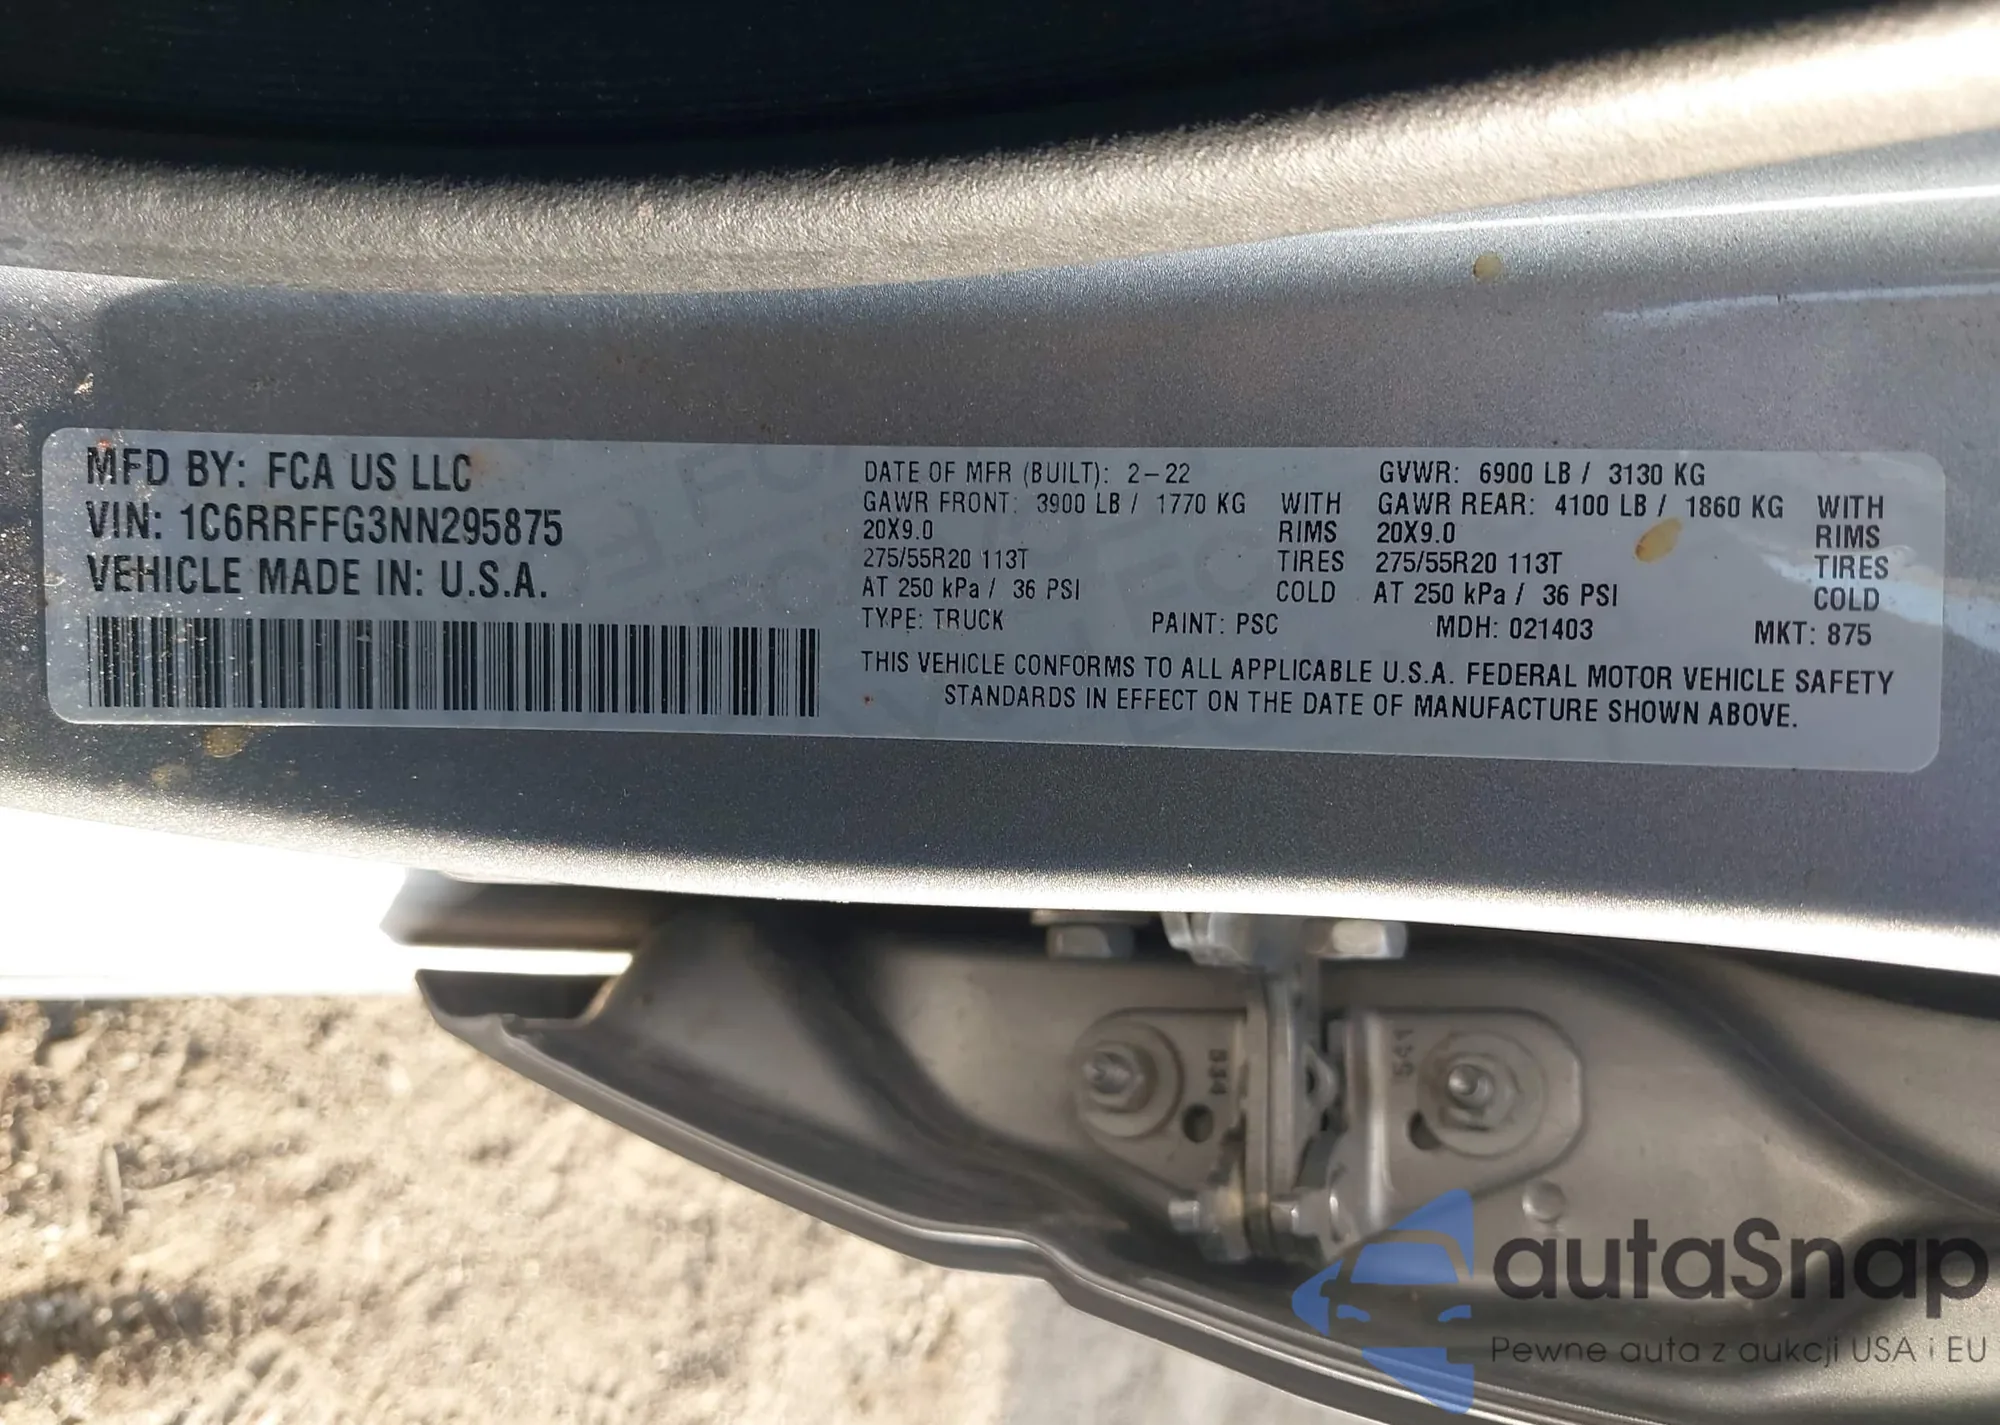 MFD BY: FCA US LLC
VIN: 1C6RRFFG3NN295875
VEHICLE MADE IN: U.S.A.
DATE OF MFR (BUILT): 2-22 GVWR: 6900 LB / 3130 KG
GAWR FRONT: 3900 LB / 1770 KG WITH GAWR REAR: 4100 LB / 1860 KG WITH
20X9.0 RIMS 20X9.0 RIMS
275/55R20 113T TIRES 275/55R20 113T TIRES
AT 250 kPa / 36 PSI COLD AT 250 kPa / 36 PSI COLD
TYPE: TRUCK PAINT: PSC MDH: 021403 MKT: 875
THIS VEHICLE CONFORMS TO ALL APPLICABLE U.S.A. FEDERAL MOTOR VEHICLE SAFETY
STANDARDS IN EFFECT ON THE DATE OF MANUFACTURE SHOWN ABOVE.
534
541
autaSnap
Pewne auta z aukcji USA i EU